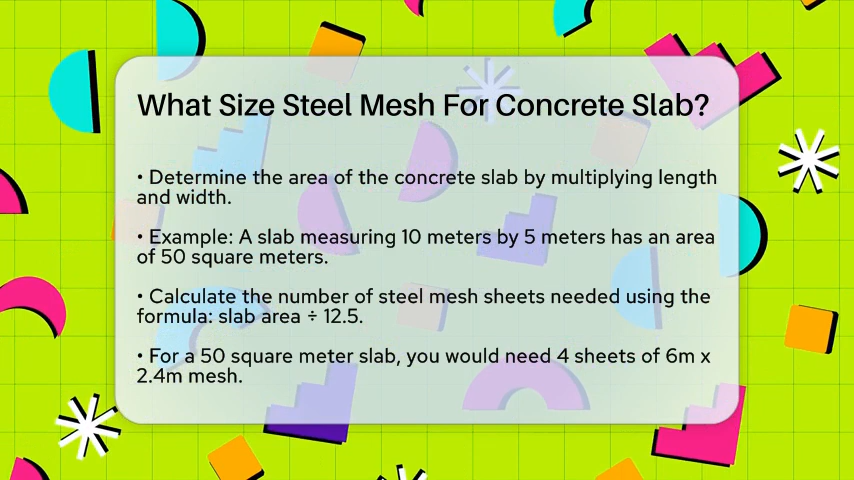 What Size Steel Mesh For Concrete Slab?
• Determine the area of the concrete slab by multiplying length
and width.
• Example: A slab measuring 10 meters by 5 meters has an area
of 50 square meters.
• Calculate the number of steel mesh sheets needed using the
formula: slab area ÷ 12.5.
• For a 50 square meter slab, you would need 4 sheets of 6m x
2.4m mesh.